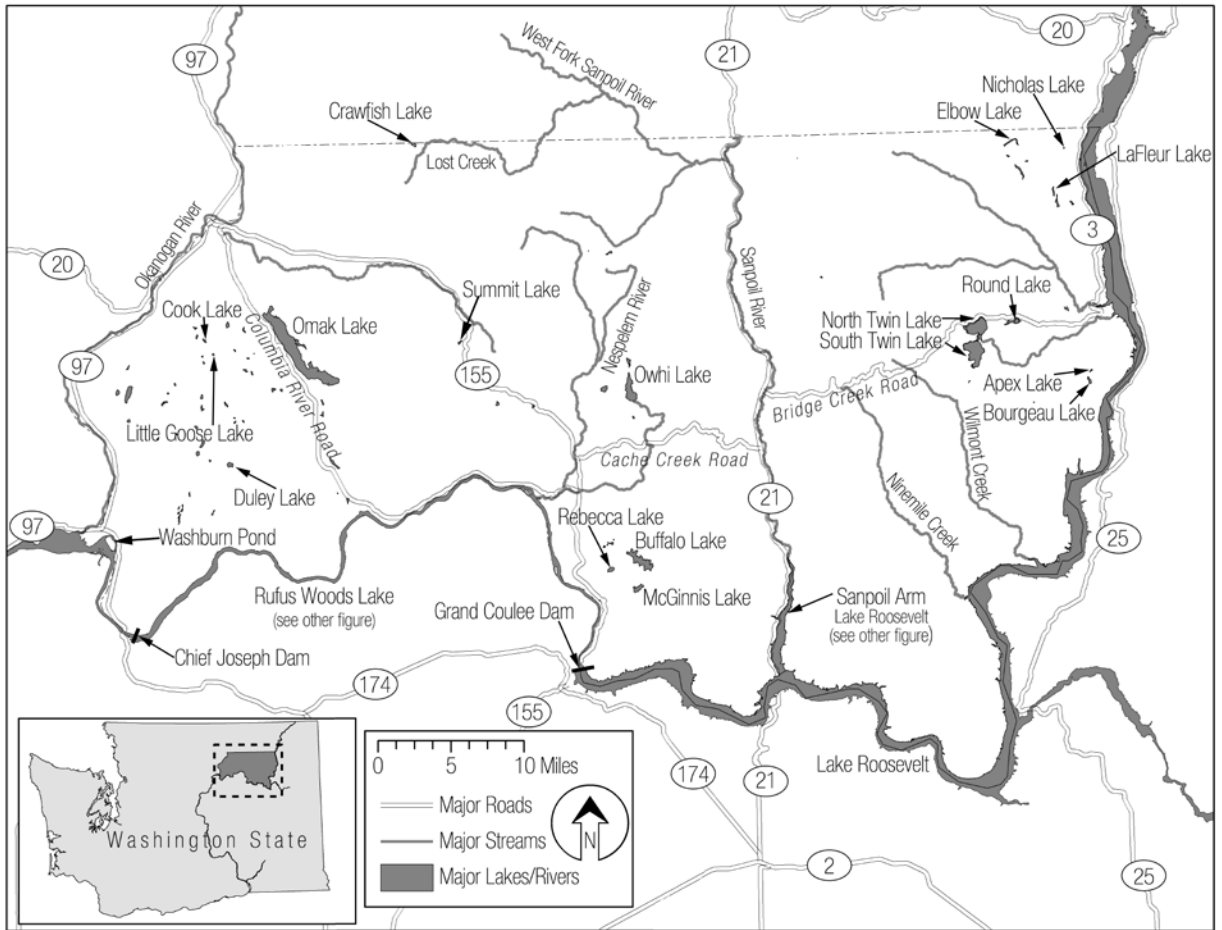 97
21
20
West Fork Sanpoil River
Nicholas Lake
Elbow Lake
Crawfish Lake
Lost Creek
LaFleur Lake
3
Okanogan River
20
Sanpoil River
Summit Lake
Round Lake
Cook Lake
Omak Lake
Nespelem River
North Twin Lake
South Twin Lake
97
Columbia River Road
155
Owhi Lake
Bridge Creek Road
Apex Lake
Bourgeau Lake
Little Goose Lake
Cache Creek Road
Wilmont Creek
Duley Lake
21
Ninemile Creek
97
Washburn Pond
Rebecca Lake
Buffalo Lake
25
Rufus Woods Lake
(see other figure)
McGinnis Lake
Sanpoil Arm
Lake Roosevelt
(see other figure)
Grand Coulee Dam
Chief Joseph Dam
174
155
Lake Roosevelt
174
21
2
25
0 5 10 Miles
Major Roads
Major Streams
Major Lakes/Rivers
N
Washington State